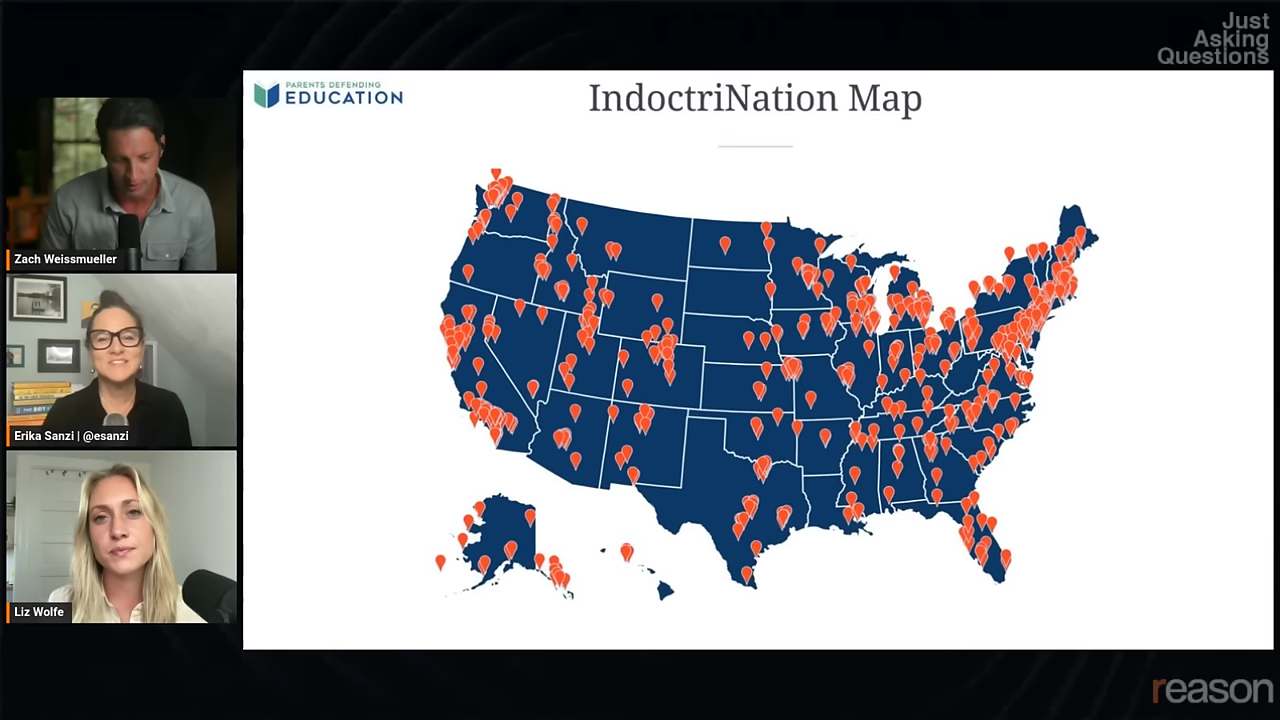 Just
Asking
Questions
PARENTS DEFENDING
EDUCATION
IndoctriNation Map
Zach Weissmueller
Erika Sanzi | @esanzi
Liz Wolfe
reason